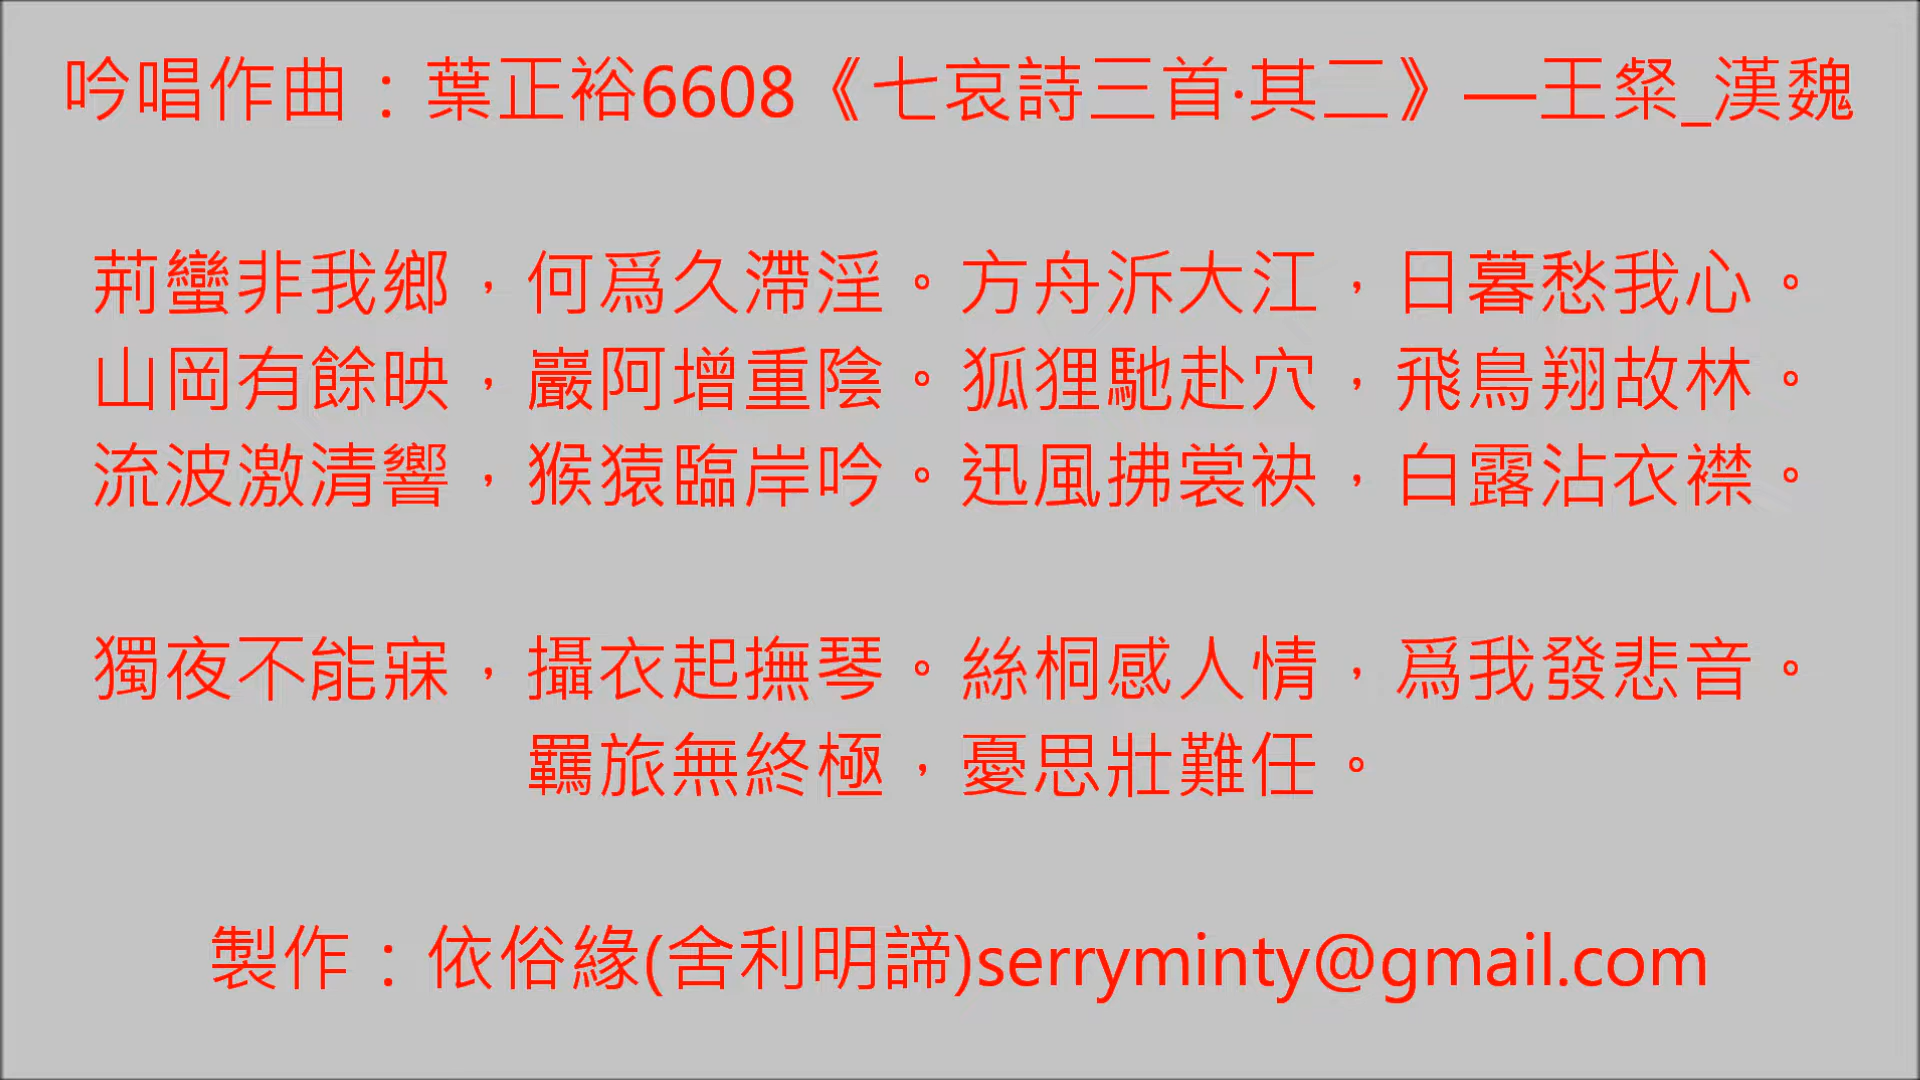 吟唱作曲：葉正裕6608《七哀詩三首·其二》—王粲_漢魏
荊蠻非我鄉，何爲久滯淫。方舟泝大江，日暮愁我心。
山岡有餘映，巖阿增重陰。狐狸馳赴穴，飛鳥翔故林。
流波激清響，猴猿臨岸吟。迅風拂裳袂，白露沾衣襟。
獨夜不能寐，攝衣起撫琴。絲桐感人情，爲我發悲音。
羈旅無終極，憂思壯難任。
製作：依俗緣(舍利明諦)serryminty@gmail.com